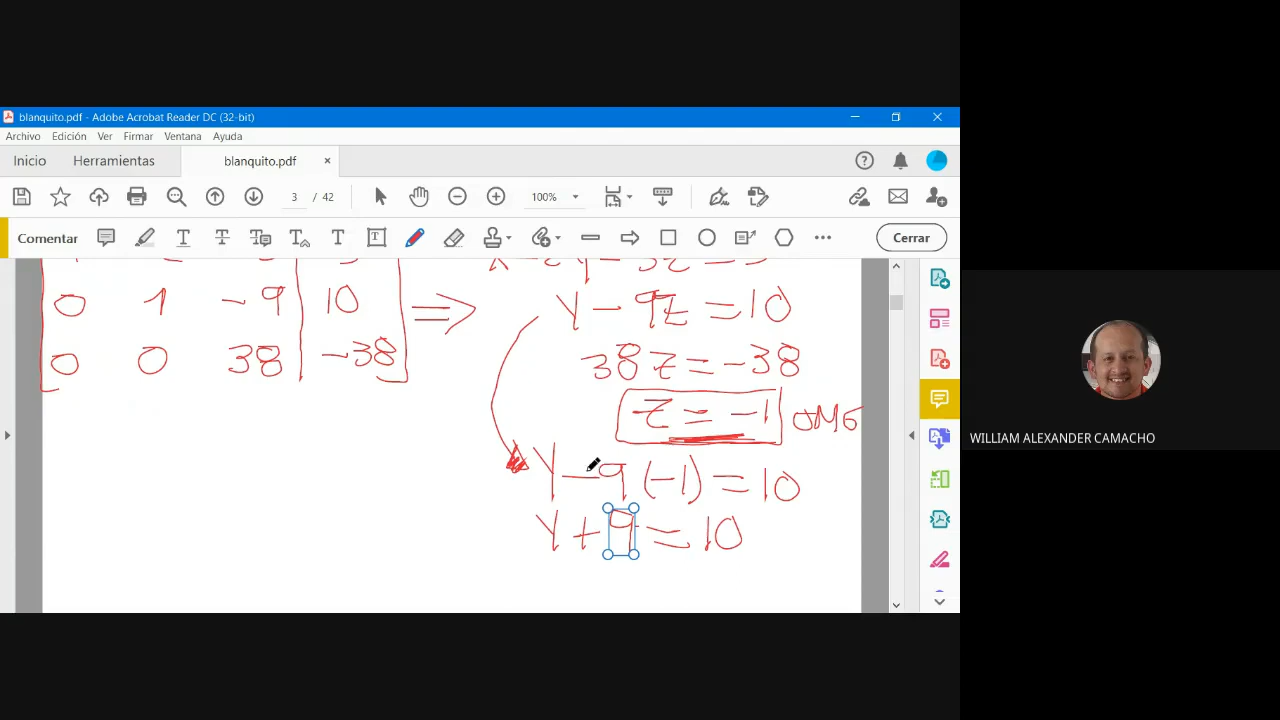 blanquito.pdf - Adobe Acrobat Reader DC (32-bit)
Archivo Edición Ver Firmar Ventana Ayuda
Inicio Herramientas blanquito.pdf ×
3 / 42 100%
Comentar Cerrar
0 1 -9 10 ⟹ y - 9z = 10
0 0 38 -38 38z = -38
z = -1
y - 9(-1) = 10
y + 9 = 10
WILLIAM ALEXANDER CAMACHO